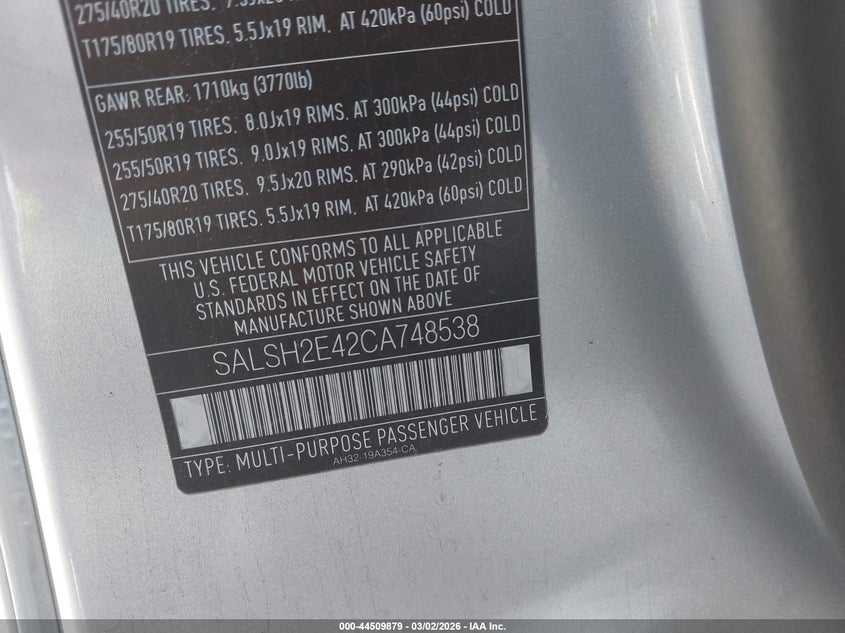 275/40R20 TIRES. 9.5Jx20 RIMS. AT COLD
T175/80R19 TIRES. 5.5Jx19 RIM. AT 420kPa (60psi) COLD
GAWR REAR: 1710kg (3770lb)
255/50R19 TIRES. 8.0Jx19 RIMS. AT 300kPa (44psi) COLD
255/50R19 TIRES. 9.0Jx19 RIMS. AT 300kPa (44psi) COLD
275/40R20 TIRES. 9.5Jx20 RIMS. AT 290kPa (42psi) COLD
T175/80R19 TIRES. 5.5Jx19 RIM. AT 420kPa (60psi) COLD
THIS VEHICLE CONFORMS TO ALL APPLICABLE
U.S. FEDERAL MOTOR VEHICLE SAFETY
STANDARDS IN EFFECT ON THE DATE OF
MANUFACTURE SHOWN ABOVE
SALSH2E42CA748538
TYPE: MULTI-PURPOSE PASSENGER VEHICLE
AH32-19A354-CA
000-44509879 - 03/02/2026 - IAA Inc.